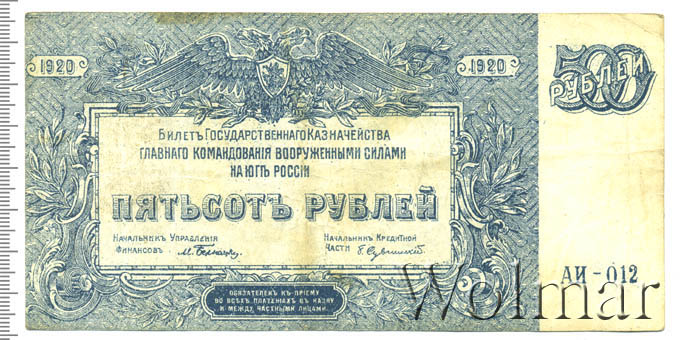 1920
1920
500
РУБЛЕЙ
БИЛЕТЪ ГОСУДАРСТВЕННАГО КАЗНАЧЕЙСТВА
ГЛАВНАГО КОМАНДОВАНІЯ ВООРУЖЕННЫМИ СИЛАМИ
НА ЮГѢ РОССИИ
ПЯТЬСОТЪ РУБЛЕЙ
НАЧАЛЬНИКЪ УПРАВЛЕНІЯ
ФИНАНСОВЪ
НАЧАЛЬНИКЪ КРЕДИТНОЙ
ЧАСТИ
АИ - 012
ОБЯЗАТЕЛЕНЪ КЪ ПРІЕМУ
ВО ВСѢХЪ ПЛАТЕЖАХЪ ВЪ КАЗНУ
И МЕЖДУ ЧАСТНЫМИ ЛИЦАМИ
Wolmar